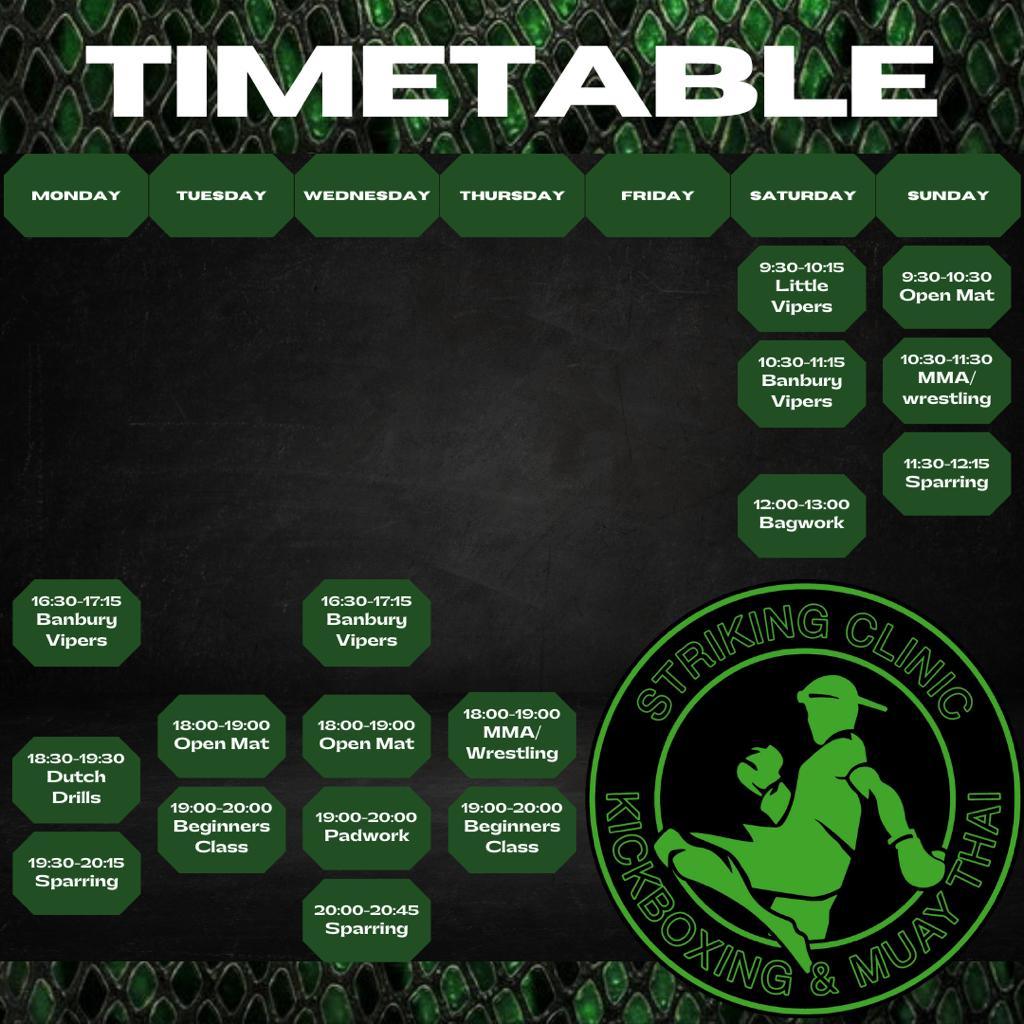 TIMETABLE
MONDAY
TUESDAY
WEDNESDAY
THURSDAY
FRIDAY
SATURDAY
SUNDAY
16:30-17:15
Banbury
Vipers
18:30-19:30
Dutch
Drills
19:30-20:15
Sparring
18:00-19:00
Open Mat
19:00-20:00
Beginners
Class
16:30-17:15
Banbury
Vipers
18:00-19:00
Open Mat
19:00-20:00
Padwork
20:00-20:45
Sparring
18:00-19:00
MMA/
Wrestling
19:00-20:00
Beginners
Class
9:30-10:15
Little
Vipers
10:30-11:15
Banbury
Vipers
12:00-13:00
Bagwork
9:30-10:30
Open Mat
10:30-11:30
MMA/
wrestling
11:30-12:15
Sparring
STRIKING CLINIC
KICKBOXING & MUAY THAI